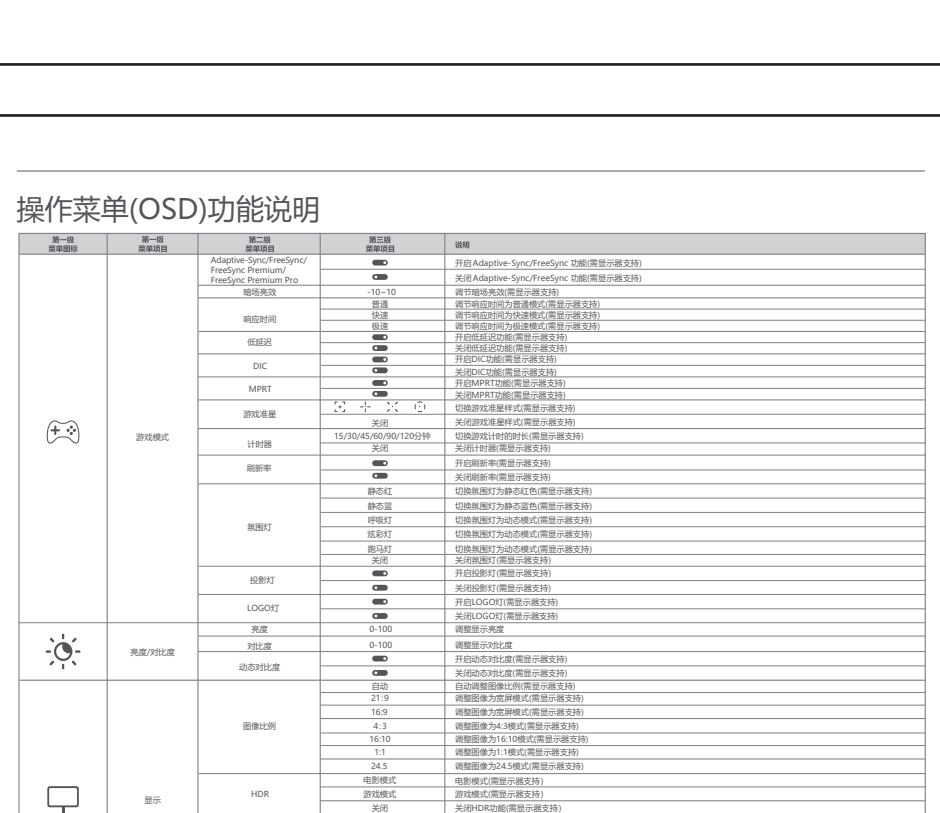 操作菜单(OSD)功能说明
第一级
菜单图标
第一级
菜单项目
第二级
菜单项目
第三级
菜单项目
说明
游戏模式
Adaptive-Sync/FreeSync/
FreeSync Premium/
FreeSync Premium Pro
开启Adaptive-Sync/FreeSync 功能(需显示器支持)
关闭Adaptive-Sync/FreeSync 功能(需显示器支持)
暗场亮效 -10~10 调节暗场亮效(需显示器支持)
响应时间
普通 调节响应时间为普通模式(需显示器支持)
快速 调节响应时间为快速模式(需显示器支持)
极速 调节响应时间为极速模式(需显示器支持)
低延迟
开启低延迟功能(需显示器支持)
关闭低延迟功能(需显示器支持)
DIC
开启DIC功能(需显示器支持)
关闭DIC功能(需显示器支持)
MPRT
开启MPRT功能(需显示器支持)
关闭MPRT功能(需显示器支持)
游戏准星
切换游戏准星样式(需显示器支持)
关闭 关闭游戏准星样式(需显示器支持)
计时器
15/30/45/60/90/120分钟 切换游戏计时的时长(需显示器支持)
关闭 关闭计时器(需显示器支持)
刷新率
开启刷新率(需显示器支持)
关闭刷新率(需显示器支持)
氛围灯
静态红 切换氛围灯为静态红色(需显示器支持)
静态蓝 切换氛围灯为静态蓝色(需显示器支持)
呼吸灯 切换氛围灯为动态模式(需显示器支持)
炫彩灯 切换氛围灯为动态模式(需显示器支持)
跑马灯 切换氛围灯为动态模式(需显示器支持)
关闭 关闭氛围灯(需显示器支持)
投影灯
开启投影灯(需显示器支持)
关闭投影灯(需显示器支持)
LOGO灯
开启LOGO灯(需显示器支持)
关闭LOGO灯(需显示器支持)
亮度/对比度
亮度 0-100 调整显示亮度
对比度 0-100 调整显示对比度
动态对比度
开启动态对比度(需显示器支持)
关闭动态对比度(需显示器支持)
显示
图像比例
自动 自动调整图像比例(需显示器支持)
21:9 调整图像为宽屏模式(需显示器支持)
16:9 调整图像为宽屏模式(需显示器支持)
4:3 调整图像为4:3模式(需显示器支持)
16:10 调整图像为16:10模式(需显示器支持)
1:1 调整图像为1:1模式(需显示器支持)
24.5 调整图像为24.5模式(需显示器支持)
HDR
电影模式 电影模式(需显示器支持)
游戏模式 游戏模式(需显示器支持)
关闭 关闭HDR功能(需显示器支持)